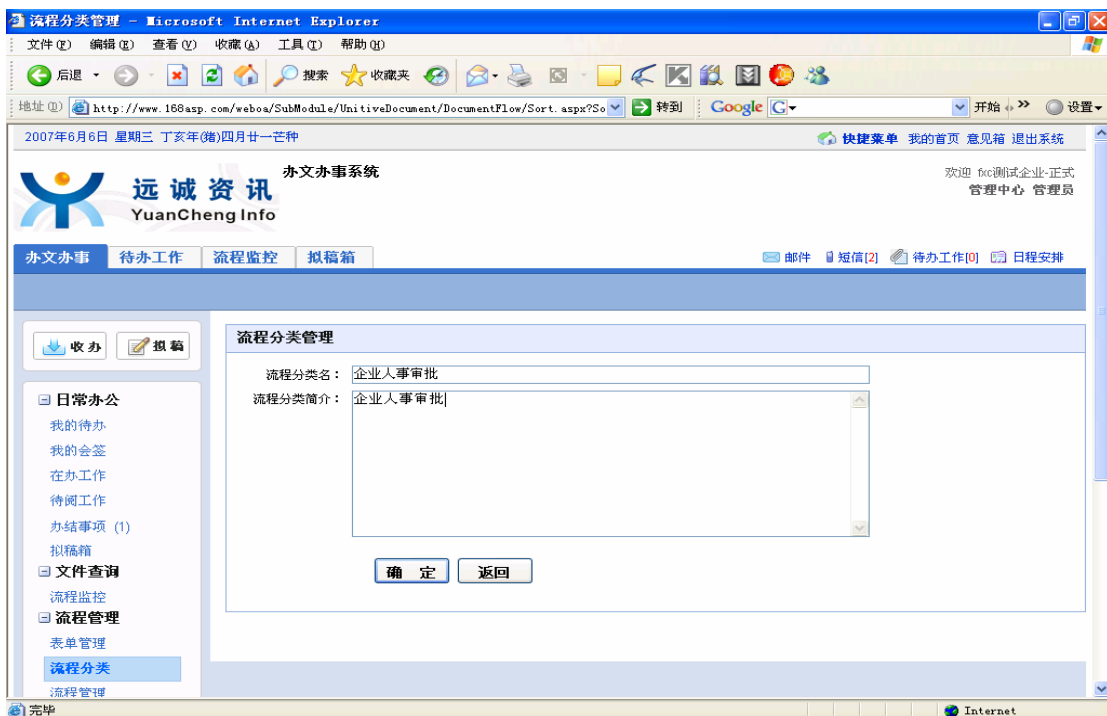 流程分类管理 - Microsoft Internet Explorer
文件(F) 编辑(E) 查看(V) 收藏(A) 工具(T) 帮助(H)
后退 搜索 收藏夹
地址(D) http://www.168asp.com/weboa/SubModule/UnitiveDocument/DocumentFlow/Sort.aspx?So 转到 Google G 开始 设置
2007年6月6日 星期三 丁亥年(猪)四月廿一芒种 快捷菜单 我的首页 意见箱 退出系统
远诚资讯
YuanCheng Info
办文办事系统
欢迎 fxc测试企业-正式
管理中心 管理员
办文办事 待办工作 流程监控 拟稿箱 邮件 短信[2] 待办工作[0] 日程安排
收办 拟稿
日常办公
我的待办
我的会签
在办工作
待阅工作
办结事项 (1)
拟稿箱
文件查询
流程监控
流程管理
表单管理
流程分类
流程管理
流程分类管理
流程分类名： 企业人事审批
流程分类简介： 企业人事审批
确 定 返回
完毕 Internet